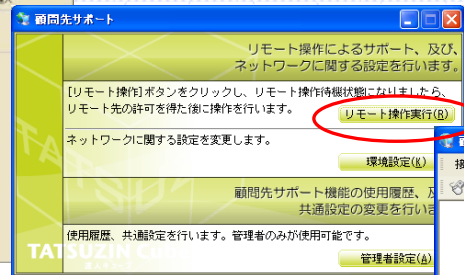 顧問先サポート
リモート操作によるサポート、及び、
ネットワークに関する設定を行います。
[リモート操作]ボタンをクリックし、リモート操作待機状態になりましたら、
リモート先の許可を得た後に操作を行います。
リモート操作実行(R)
ネットワークに関する設定を変更します。
環境設定(K)
接
顧問先サポート機能の使用履歴、及
共通設定の変更を行いま
使用履歴、共通設定を行います。管理者のみが使用可能です。
管理者設定(A)
TATSUZIN